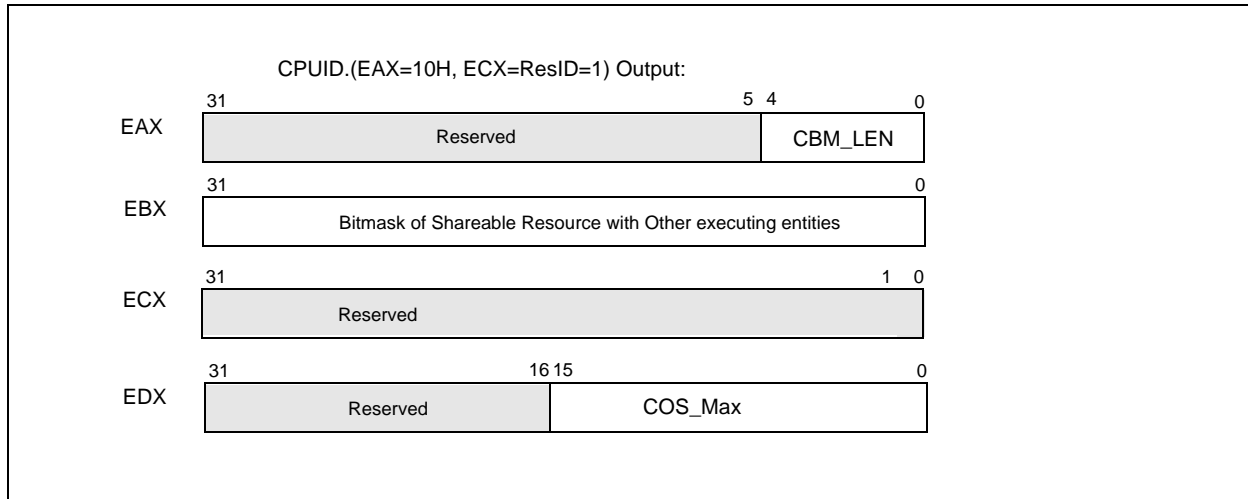 CPUID.(EAX=10H, ECX=ResID=1) Output:
31 5 4 0
EAX Reserved CBM_LEN
31 0
EBX Bitmask of Shareable Resource with Other executing entities
31 1 0
ECX Reserved
31 16 15 0
EDX Reserved COS_Max